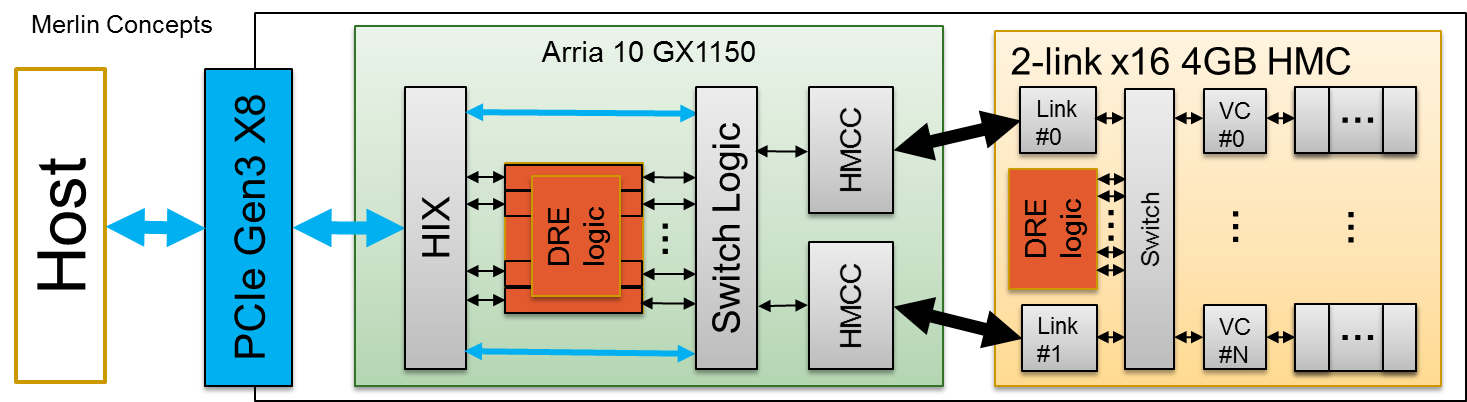 Merlin Concepts
Host
PCIe Gen3 X8
Arria 10 GX1150
HIX
DRE
logic
...
Switch Logic
HMCC
HMCC
2-link x16 4GB HMC
Link
#0
DRE
logic
...
Link
#1
Switch
VC
#0
...
...
...
VC
#N
...